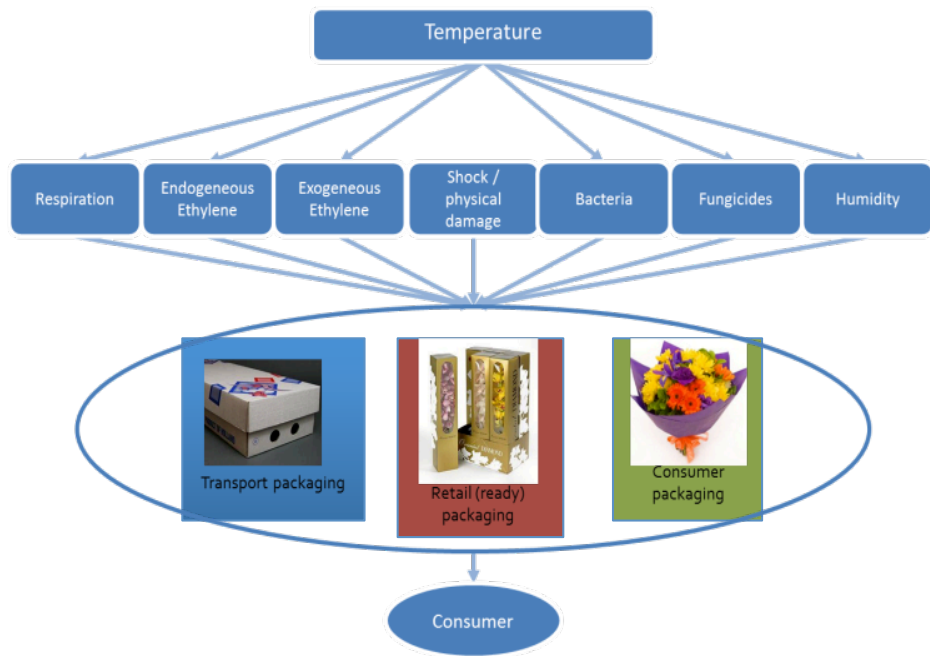 Temperature
Respiration
Endogeneous
Ethylene
Exogeneous
Ethylene
Shock /
physical
damage
Bacteria
Fungicides
Humidity
Transport packaging
Retail (ready)
packaging
Consumer
packaging
Consumer